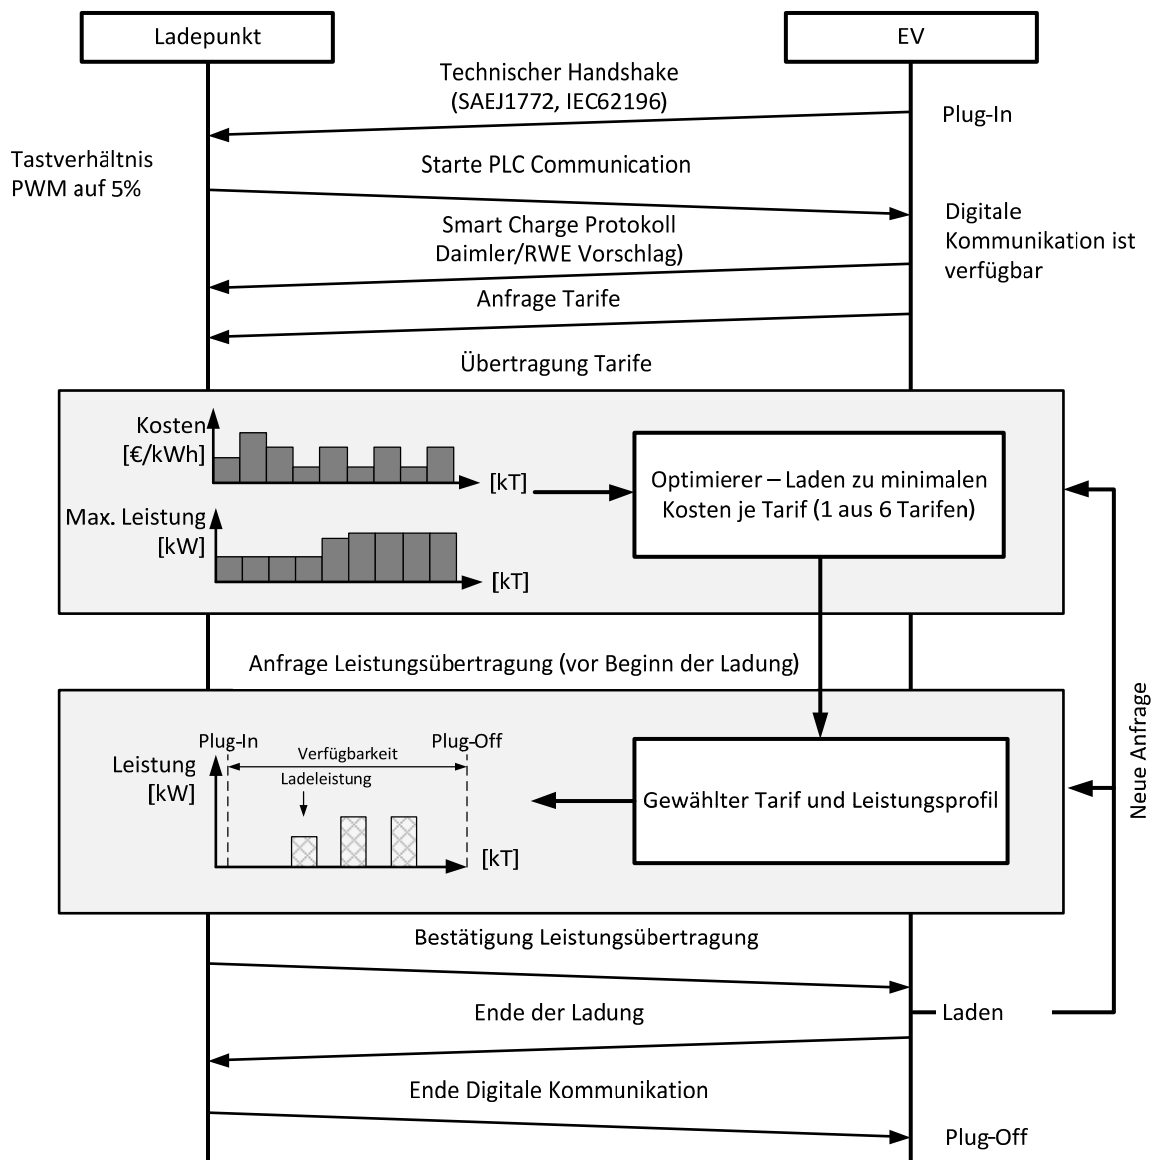 Ladepunkt
EV
Technischer Handshake
(SAEJ1772, IEC62196)
Plug-In
Tastverhältnis
PWM auf 5%
Starte PLC Communication
Digitale
Kommunikation ist
verfügbar
Smart Charge Protokoll
Daimler/RWE Vorschlag)
Anfrage Tarife
Übertragung Tarife
Kosten
[€/kWh]
[kT]
Max. Leistung
[kW]
[kT]
Optimierer – Laden zu minimalen
Kosten je Tarif (1 aus 6 Tarifen)
Anfrage Leistungsübertragung (vor Beginn der Ladung)
Neue Anfrage
Plug-In
Plug-Off
Verfügbarkeit
Leistung
[kW]
Ladeleistung
[kT]
Gewählter Tarif und Leistungsprofil
Bestätigung Leistungsübertragung
Ende der Ladung
Laden
Ende Digitale Kommunikation
Plug-Off